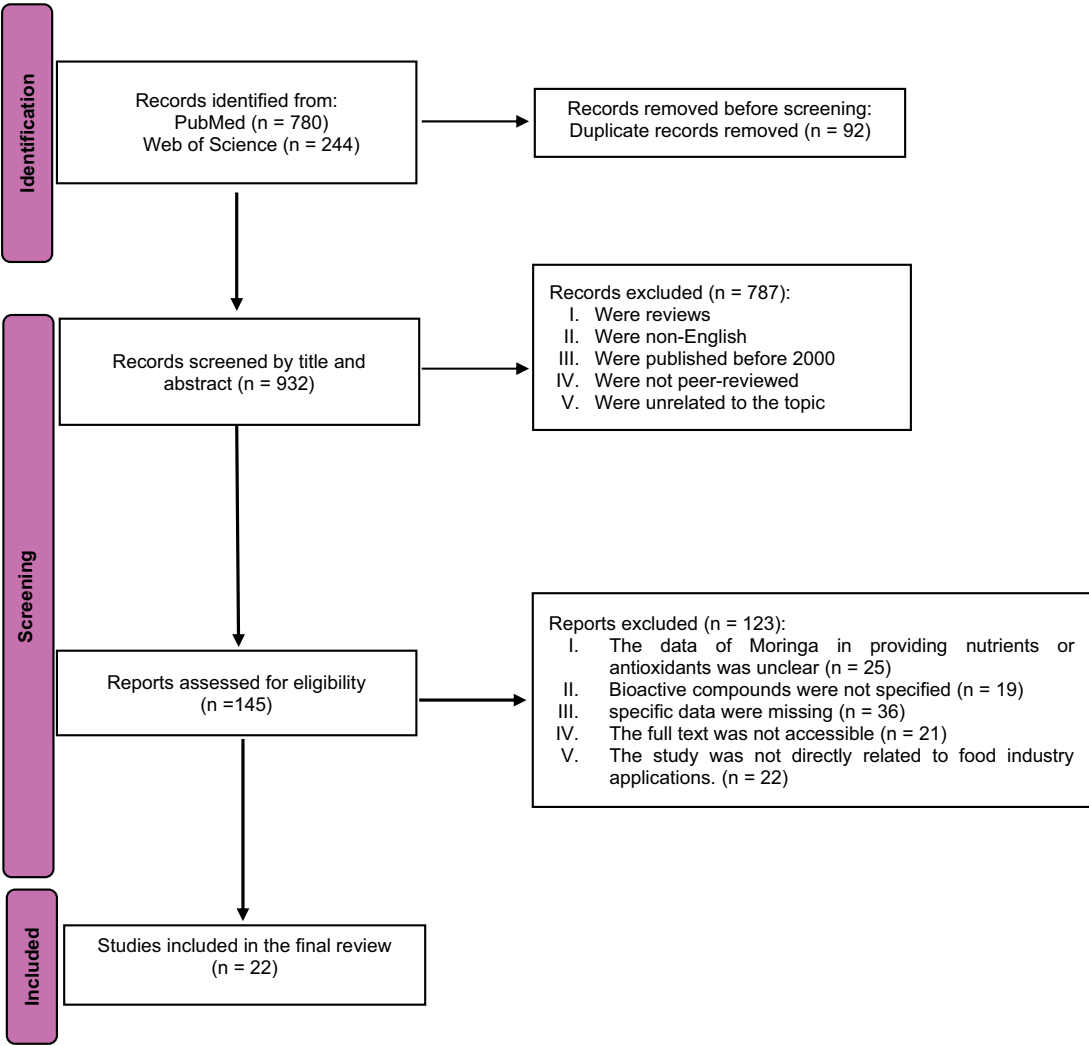 Identification
Records identified from:
PubMed (n = 780)
Web of Science (n = 244)
Records removed before screening:
Duplicate records removed (n = 92)
Screening
Records screened by title and
abstract (n = 932)
Records excluded (n = 787):
I. Were reviews
II. Were non-English
III. Were published before 2000
IV. Were not peer-reviewed
V. Were unrelated to the topic
Reports assessed for eligibility
(n =145)
Reports excluded (n = 123):
I. The data of Moringa in providing nutrients or
antioxidants was unclear (n = 25)
II. Bioactive compounds were not specified (n = 19)
III. specific data were missing (n = 36)
IV. The full text was not accessible (n = 21)
V. The study was not directly related to food industry
applications. (n = 22)
Included
Studies included in the final review
(n = 22)